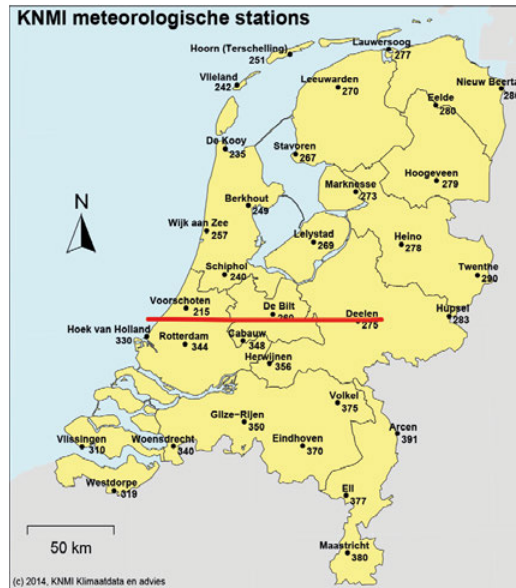 KNMI meteorologische stations
Lauwersoog
277
Hoorn (Terschelling)
251
Vlieland
242
Leeuwarden
270
Nieuw Beerta
286
Eelde
280
De Kooy
235
Stavoren
267
Hoogeveen
279
Marknesse
273
Berkhout
249
N
Wijk aan Zee
257
Lelystad
269
Heino
278
Schiphol
240
Twenthe
290
Voorschoten
215
De Bilt
Deelen
275
Hupsel
283
Hoek van Holland
330
Rotterdam
344
Cabauw
348
Herwijnen
356
Volkel
375
Gilze-Rijen
350
Arcen
391
Vlissingen
310
Woensdrecht
340
Eindhoven
370
Westdorpe
319
Ell
377
50 km
Maastricht
380
(c) 2014, KNMI Klimaatdata en advies